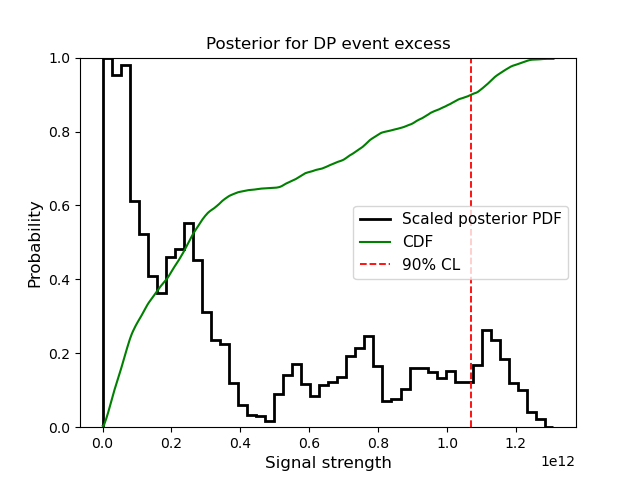 Posterior for DP event excess
Probability
1.0
0.8
0.6
0.4
0.2
0.0
Scaled posterior PDF
CDF
90% CL
0.0 0.2 0.4 0.6 0.8 1.0 1.2
1e12
Signal strength